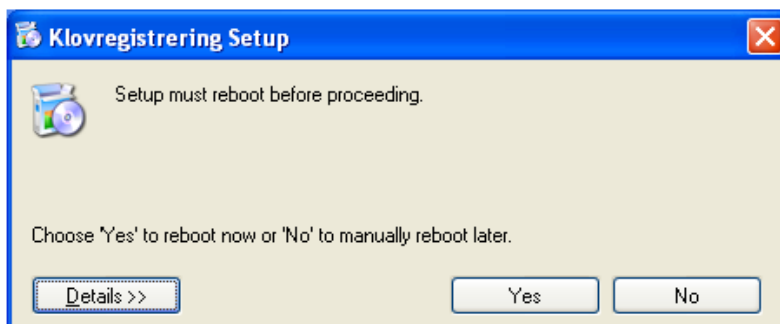 Klovregistrering Setup
Setup must reboot before proceeding.
Choose 'Yes' to reboot now or 'No' to manually reboot later.
Details >>
Yes
No